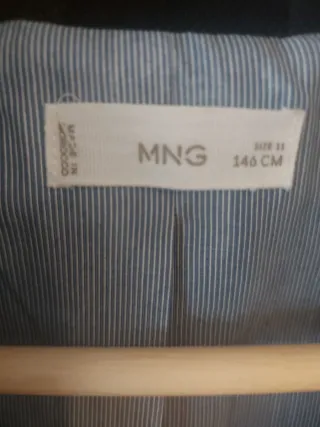 MADE IN
MOROCCO
MNG
SIZE 11
146 CM